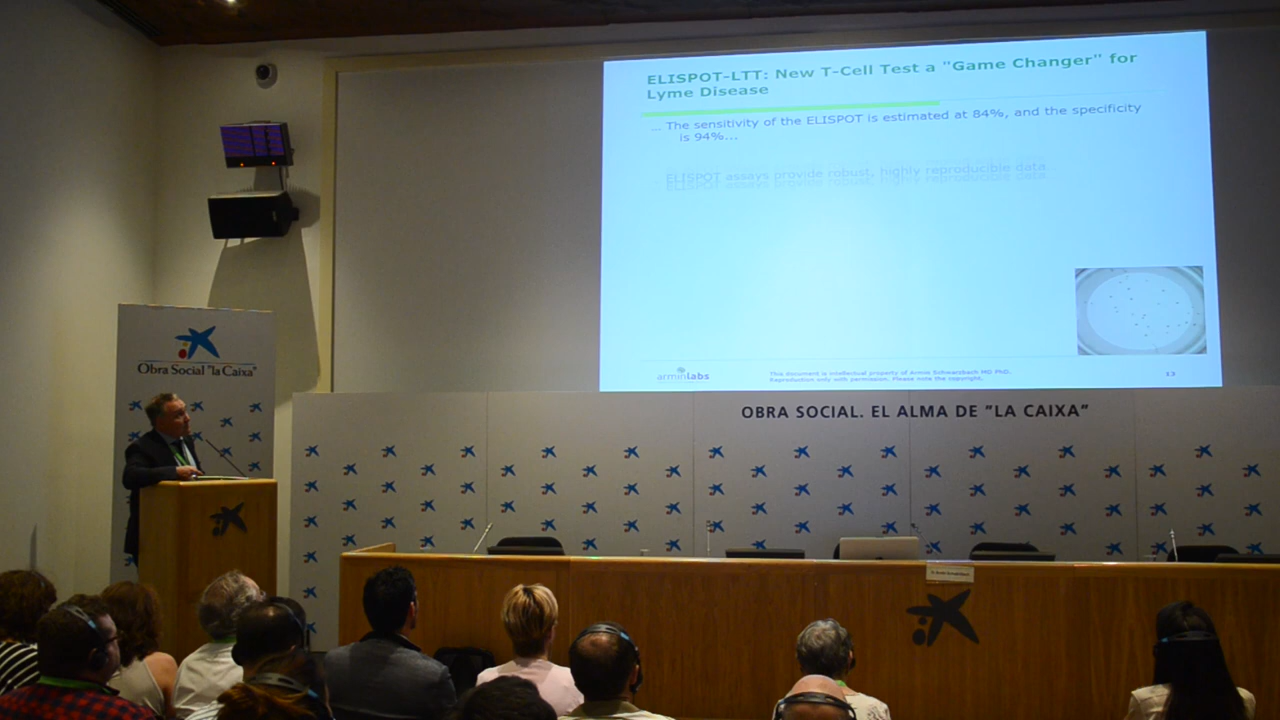 ELISPOT-LTT: New T-Cell Test a "Game Changer" for
Lyme Disease
... The sensitivity of the ELISPOT is estimated at 84%, and the specificity
is 94%...
ELISPOT assays provide robust, highly reproducible data...
arminlabs
This document is intellectual property of Armin Schwarzbach MD PhD.
Reproduction only with permission. Please note the copyright.
13
Obra Social "la Caixa"
OBRA SOCIAL. EL ALMA DE "LA CAIXA"